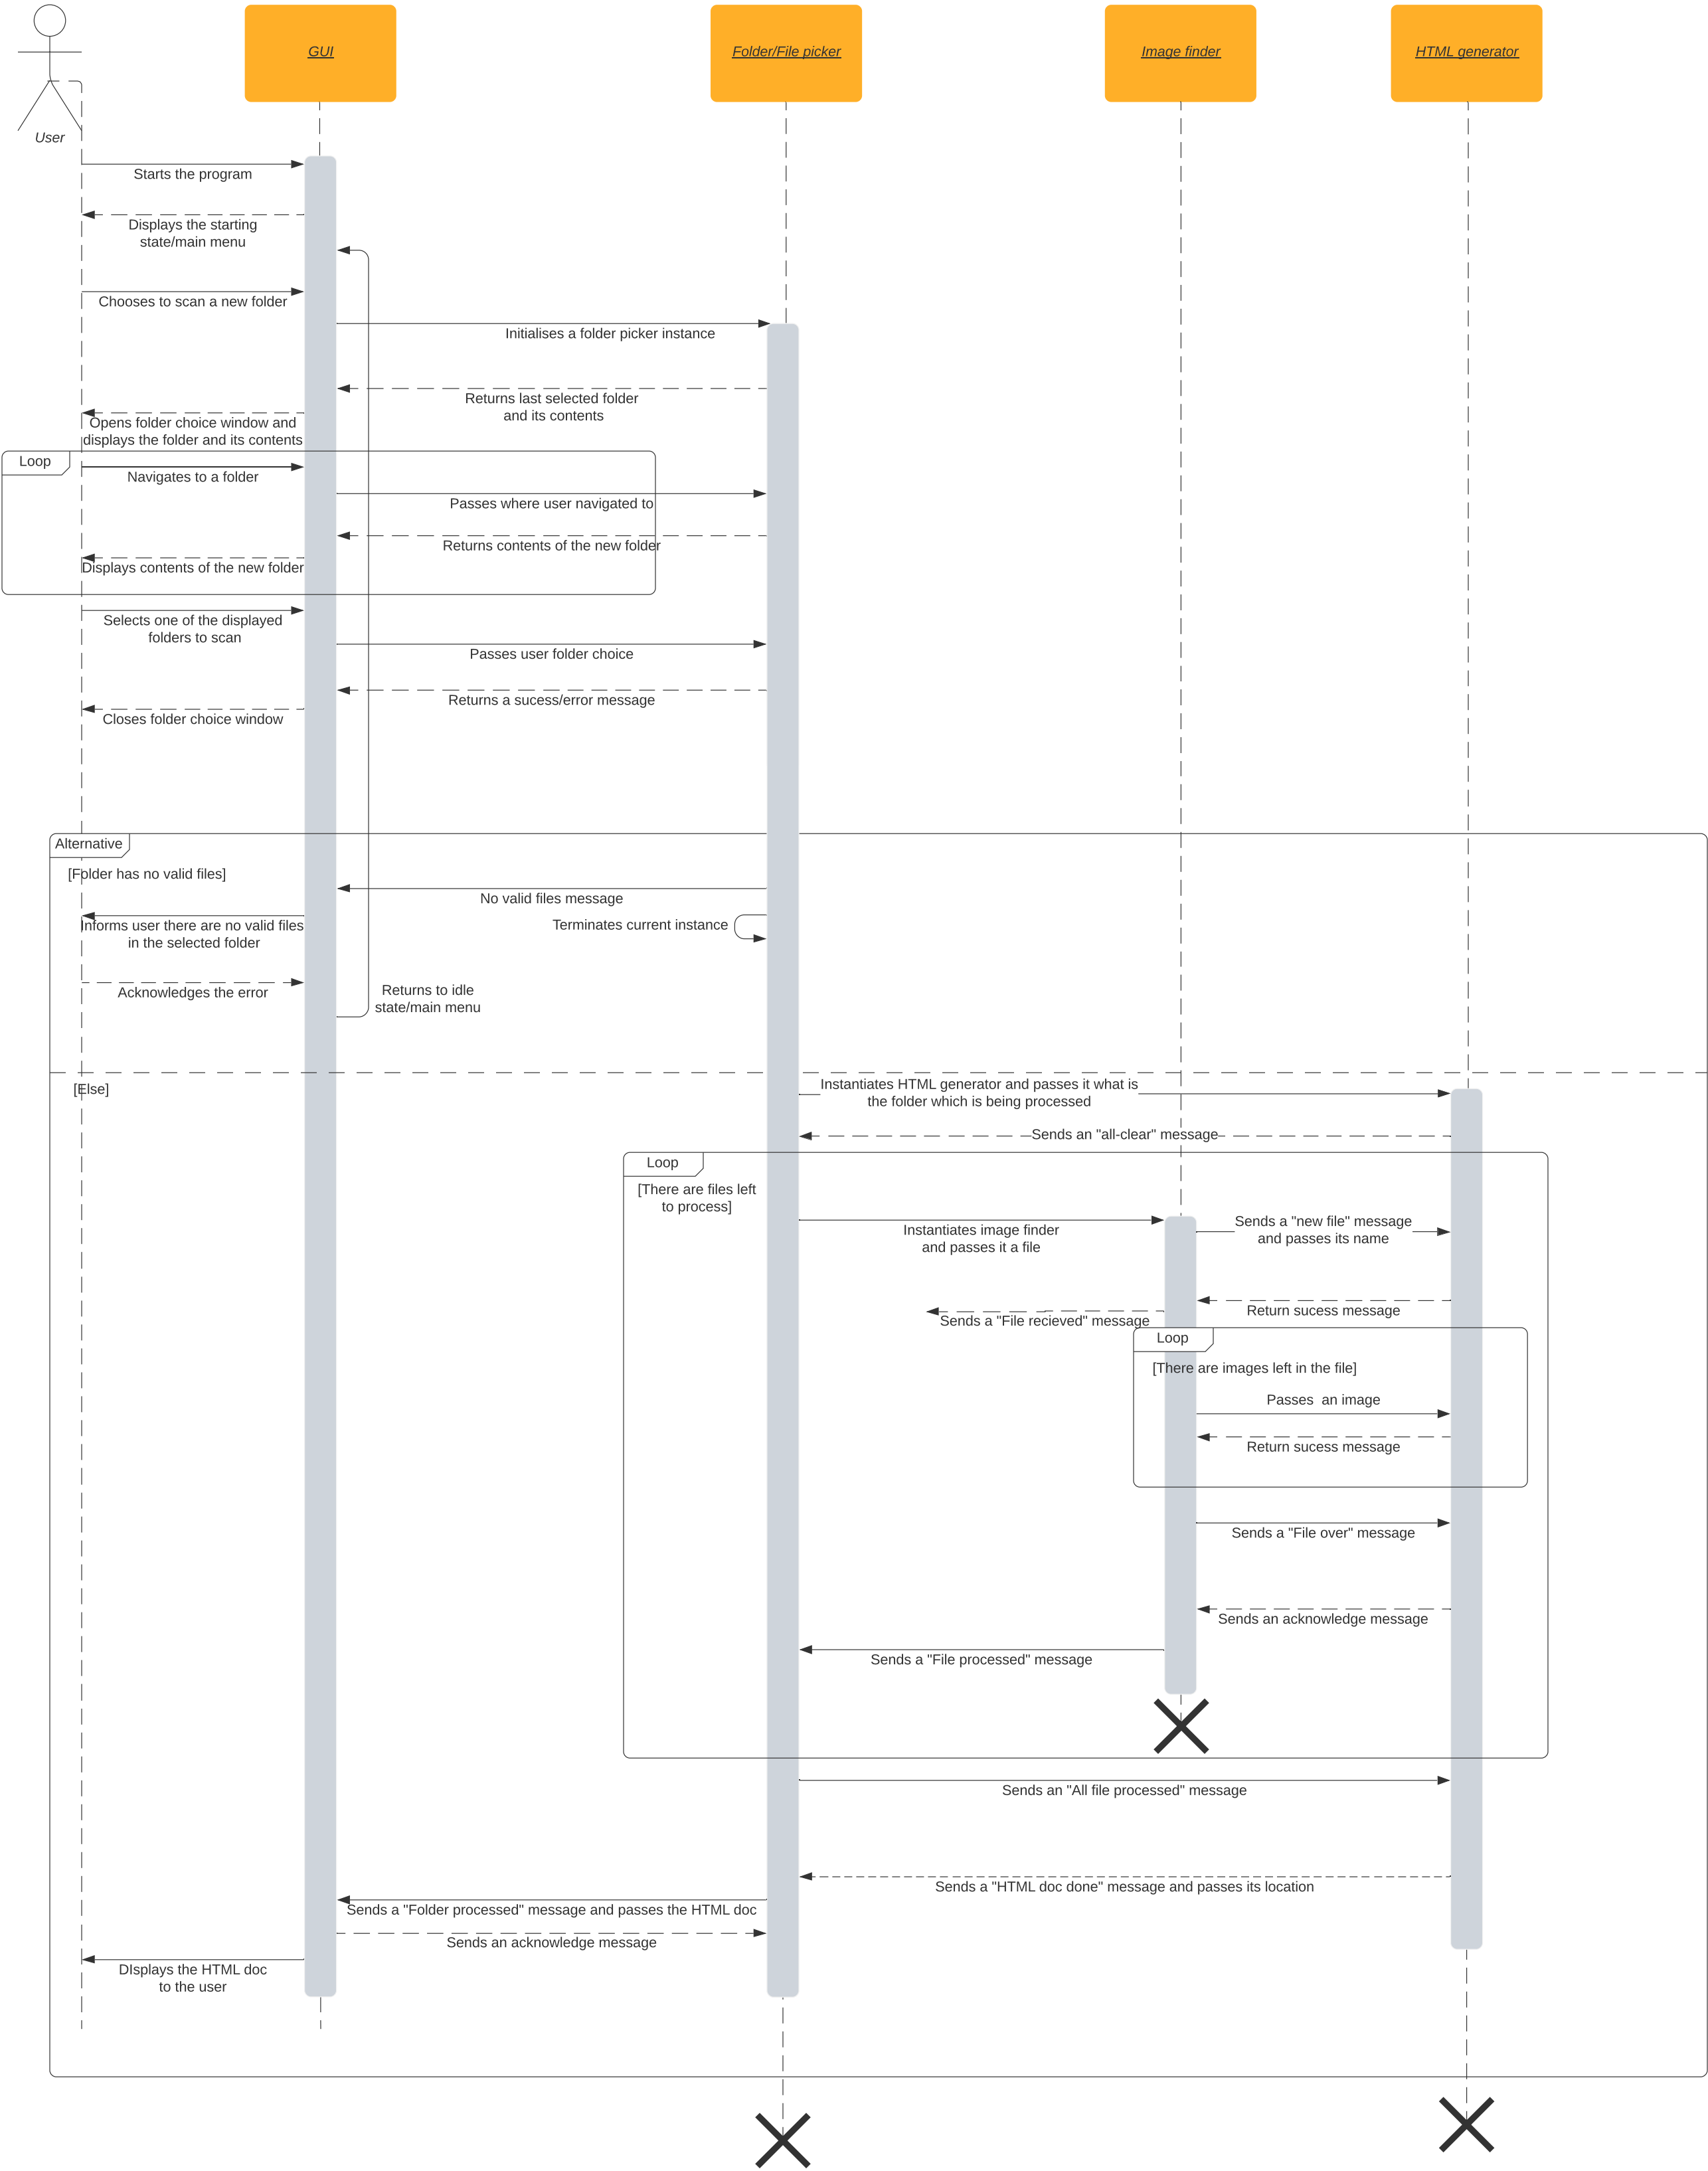 GUI
Folder/File picker
Image finder
HTML generator
User
Starts the program
Displays the starting
state/main menu
Chooses to scan a new folder
Initialises a folder picker instance
Returns last selected folder
and its contents
Opens folder choice window and
displays the folder and its contents
Loop
Navigates to a folder
Passes where user navigated to
Returns contents of the new folder
Displays contents of the new folder
Selects one of the displayed
folders to scan
Passes user folder choice
Returns a sucess/error message
Closes folder choice window
Alternative
[Folder has no valid files]
No valid files message
Informs user there are no valid files
in the selected folder
Terminates current instance
Acknowledges the error
Returns to idle
state/main menu
[Else]
Instantiates HTML generator and passes it what is
the folder which is being processed
Sends an "all-clear" message
Loop
[There are files left
to process]
Instantiates image finder
and passes it a file
Sends a "new file" message
and passes its name
Return sucess message
Sends a "File recieved" message
Loop
[There are images left in the file]
Passes  an image
Return sucess message
Sends a "File over" message
Sends an acknowledge message
Sends a "File processed" message
Sends an "All file processed" message
Sends a "HTML doc done" message and passes its location
Sends a "Folder processed" message and passes the HTML doc
Sends an acknowledge message
DIsplays the HTML doc
to the user